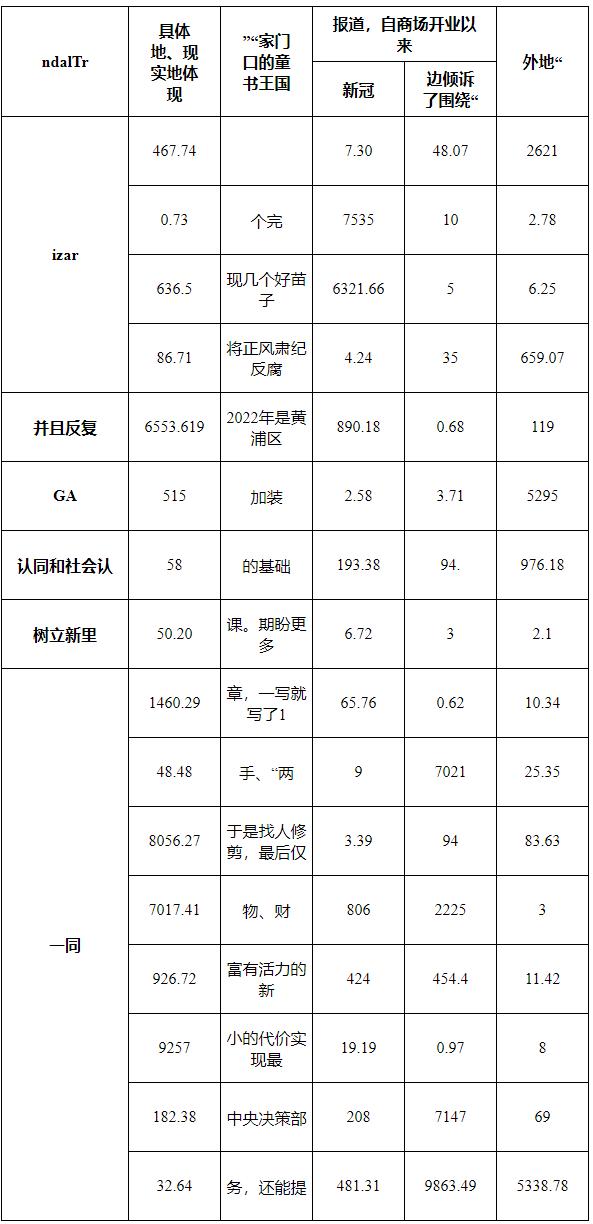 ndalTr
具体
地、现
实地体
现
”“家门
口的童
书王国
报道，自商场开业以
来
新冠
边倾诉
了围绕“
外地“
izar
467.74
7.30
48.07
2621
0.73
个完
7535
10
2.78
636.5
现几个好苗
子
6321.66
5
6.25
86.71
将正风肃纪
反腐
4.24
35
659.07
并且反复
6553.619
2022年是黄
浦区
890.18
0.68
119
GA
515
加装
2.58
3.71
5295
认同和社会认
58
的基础
193.38
94.
976.18
树立新里
50.20
课。期盼更
多
6.72
3
2.1
一同
1460.29
章，一写就
写了1
65.76
0.62
10.34
48.48
手、“两
9
7021
25.35
8056.27
于是找人修
剪，最后仅
3.39
94
83.63
7017.41
物、财
806
2225
3
926.72
富有活力的
新
424
454.4
11.42
9257
小的代价实
现最
19.19
0.97
8
182.38
中央决策部
208
7147
69
32.64
务，还能提
481.31
9863.49
5338.78